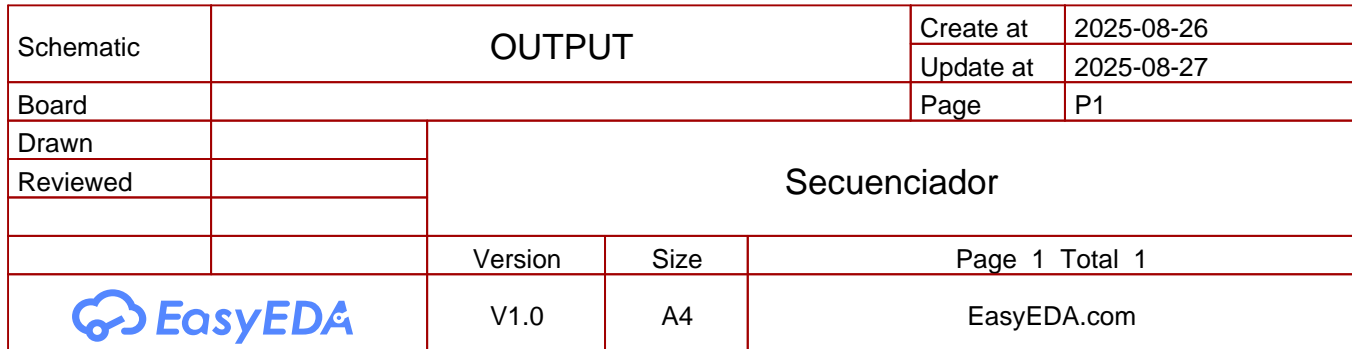 Schematic
OUTPUT
Create at 2025-08-26
Update at 2025-08-27
Board
Page P1
Drawn
Reviewed
Secuenciador
Version Size Page 1 Total 1
EasyEDA V1.0 A4 EasyEDA.com